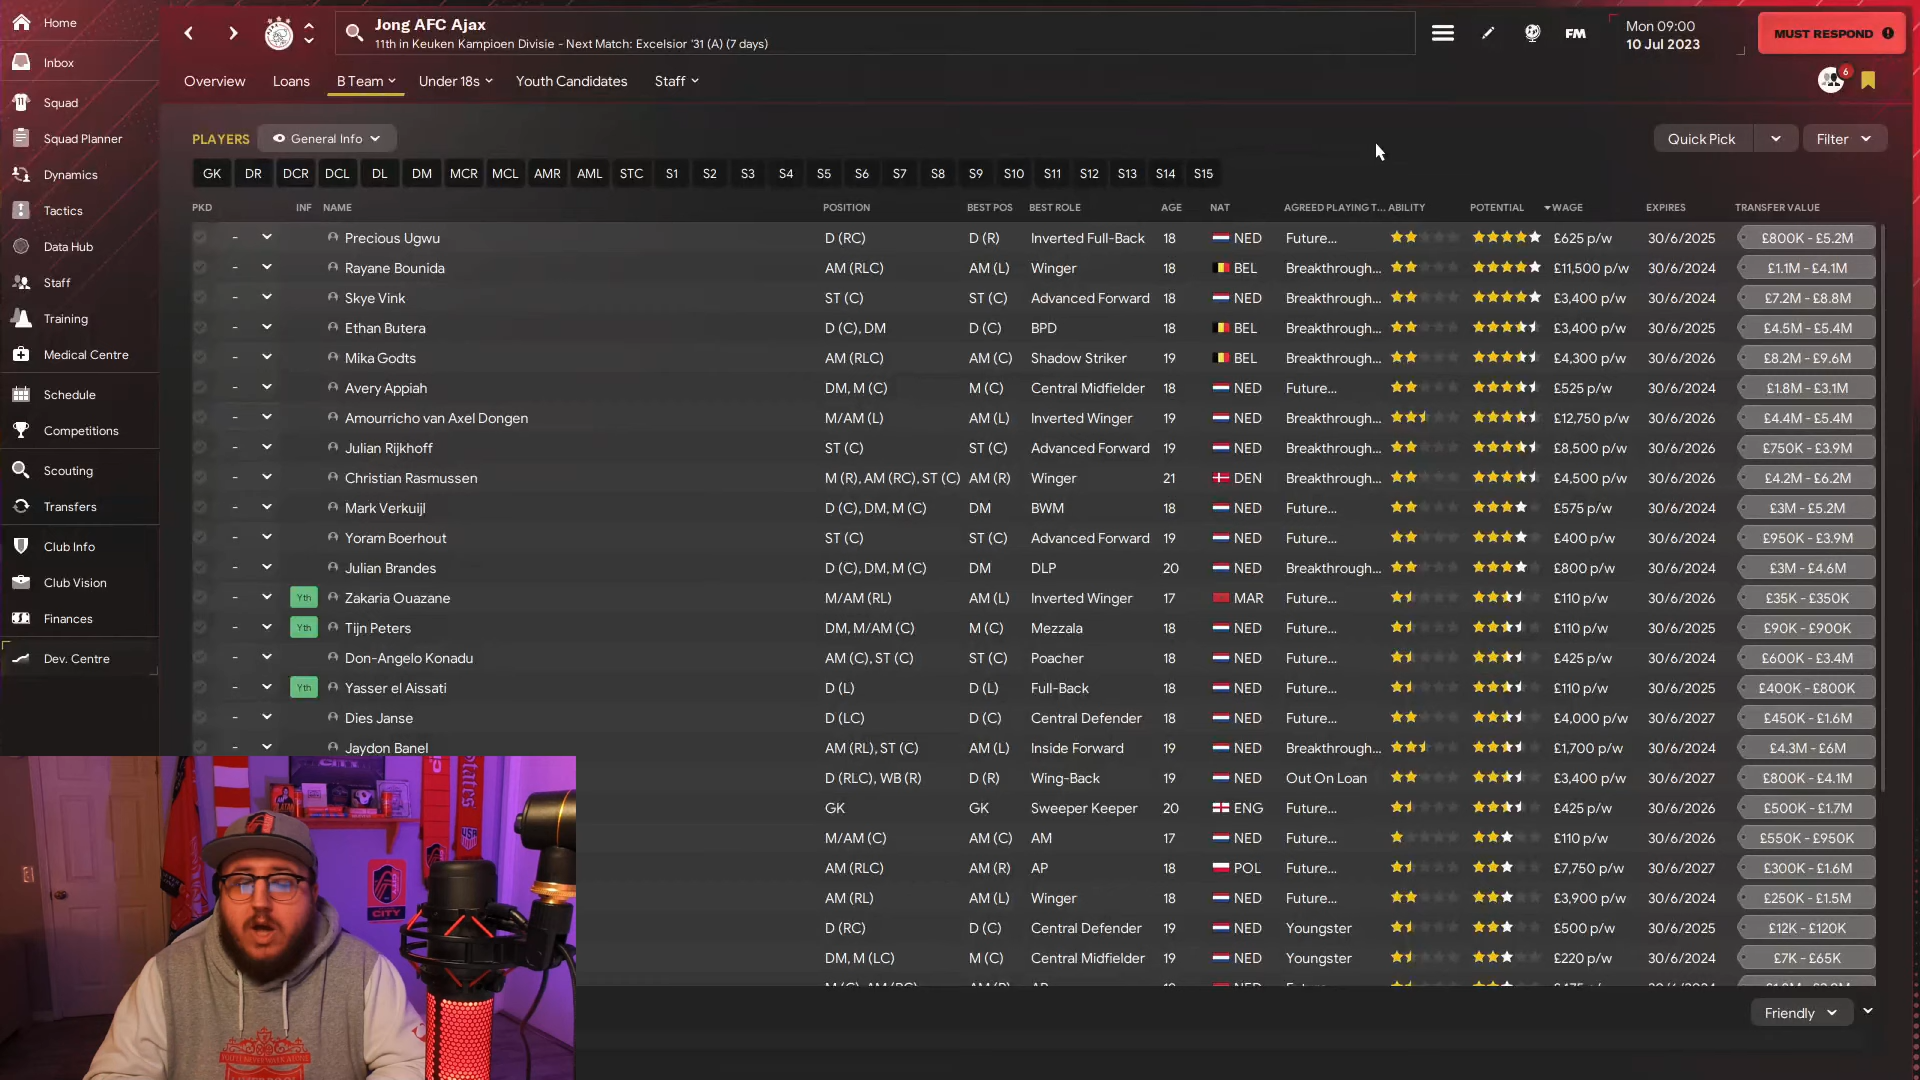 Home
Inbox
Squad
Squad Planner
Dynamics
Tactics
Data Hub
Staff
Training
Medical Centre
Schedule
Competitions
Scouting
Transfers
Club Info
Club Vision
Finances
Dev. Centre
Jong AFC Ajax
11th in Keuken Kampioen Divisie - Next Match: Excelsior '31 (A) (7 days)
FM
Mon 09:00
10 Jul 2023
MUST RESPOND
Overview Loans B Team Under 18s Youth Candidates Staff
6
PLAYERS General Info Quick Pick Filter
GK DR DCR DCL DL DM MCR MCL AMR AML STC S1 S2 S3 S4 S5 S6 S7 S8 S9 S10 S11 S12 S13 S14 S15
PKD INF NAME POSITION BEST POS BEST ROLE AGE NAT AGREED PLAYING T... ABILITY POTENTIAL WAGE EXPIRES TRANSFER VALUE
- Precious Ugwu D (RC) D (R) Inverted Full-Back 18 NED Future... £625 p/w 30/6/2025 £800K - £5.2M
- Rayane Bounida AM (RLC) AM (L) Winger 18 BEL Breakthrough... £11,500 p/w 30/6/2024 £1.1M - £4.1M
- Skye Vink ST (C) ST (C) Advanced Forward 18 NED Breakthrough... £3,400 p/w 30/6/2024 £7.2M - £8.8M
- Ethan Butera D (C), DM D (C) BPD 18 BEL Breakthrough... £3,400 p/w 30/6/2025 £4.5M - £5.4M
- Mika Godts AM (RLC) AM (C) Shadow Striker 19 BEL Breakthrough... £4,300 p/w 30/6/2026 £8.2M - £9.6M
- Avery Appiah DM, M (C) M (C) Central Midfielder 18 NED Future... £525 p/w 30/6/2024 £1.8M - £3.1M
- Amourricho van Axel Dongen M/AM (L) AM (L) Inverted Winger 19 NED Breakthrough... £12,750 p/w 30/6/2026 £4.4M - £5.4M
- Julian Rijkhoff ST (C) ST (C) Advanced Forward 19 NED Breakthrough... £8,500 p/w 30/6/2026 £750K - £3.9M
- Christian Rasmussen M (R), AM (RC), ST (C) AM (R) Winger 21 DEN Breakthrough... £4,500 p/w 30/6/2026 £4.2M - £6.2M
- Mark Verkuijl D (C), DM, M (C) DM BWM 18 NED Future... £575 p/w 30/6/2024 £3M - £5.2M
- Yoram Boerhout ST (C) ST (C) Advanced Forward 19 NED Future... £400 p/w 30/6/2024 £950K - £3.9M
- Julian Brandes D (C), DM, M (C) DM DLP 20 NED Breakthrough... £800 p/w 30/6/2024 £3M - £4.6M
- Yth Zakaria Ouazane M/AM (RL) AM (L) Inverted Winger 17 MAR Future... £110 p/w 30/6/2026 £35K - £350K
- Yth Tijn Peters DM, M/AM (C) M (C) Mezzala 18 NED Future... £110 p/w 30/6/2025 £90K - £900K
- Don-Angelo Konadu AM (C), ST (C) ST (C) Poacher 18 NED Future... £425 p/w 30/6/2024 £600K - £3.4M
- Yth Yasser el Aissati D (L) D (L) Full-Back 18 NED Future... £110 p/w 30/6/2025 £400K - £800K
- Dies Janse D (LC) D (C) Central Defender 18 NED Future... £4,000 p/w 30/6/2027 £450K - £1.6M
- Jaydon Banel AM (RL), ST (C) AM (L) Inside Forward 19 NED Breakthrough... £1,700 p/w 30/6/2024 £4.3M - £6M
D (RLC), WB (R) D (R) Wing-Back 19 NED Out On Loan £3,400 p/w 30/6/2027 £800K - £4.1M
GK GK Sweeper Keeper 20 ENG Future... £425 p/w 30/6/2026 £500K - £1.7M
M/AM (C) AM (C) AM 17 NED Future... £110 p/w 30/6/2026 £550K - £950K
AM (RLC) AM (R) AP 18 POL Future... £7,750 p/w 30/6/2027 £300K - £1.6M
AM (RL) AM (L) Winger 18 NED Future... £3,900 p/w 30/6/2024 £250K - £1.5M
D (RC) D (C) Central Defender 19 NED Youngster £500 p/w 30/6/2025 £12K - £120K
DM, M (LC) M (C) Central Midfielder 19 NED Youngster £220 p/w 30/6/2024 £7K - £65K
Friendly
CITY
USA